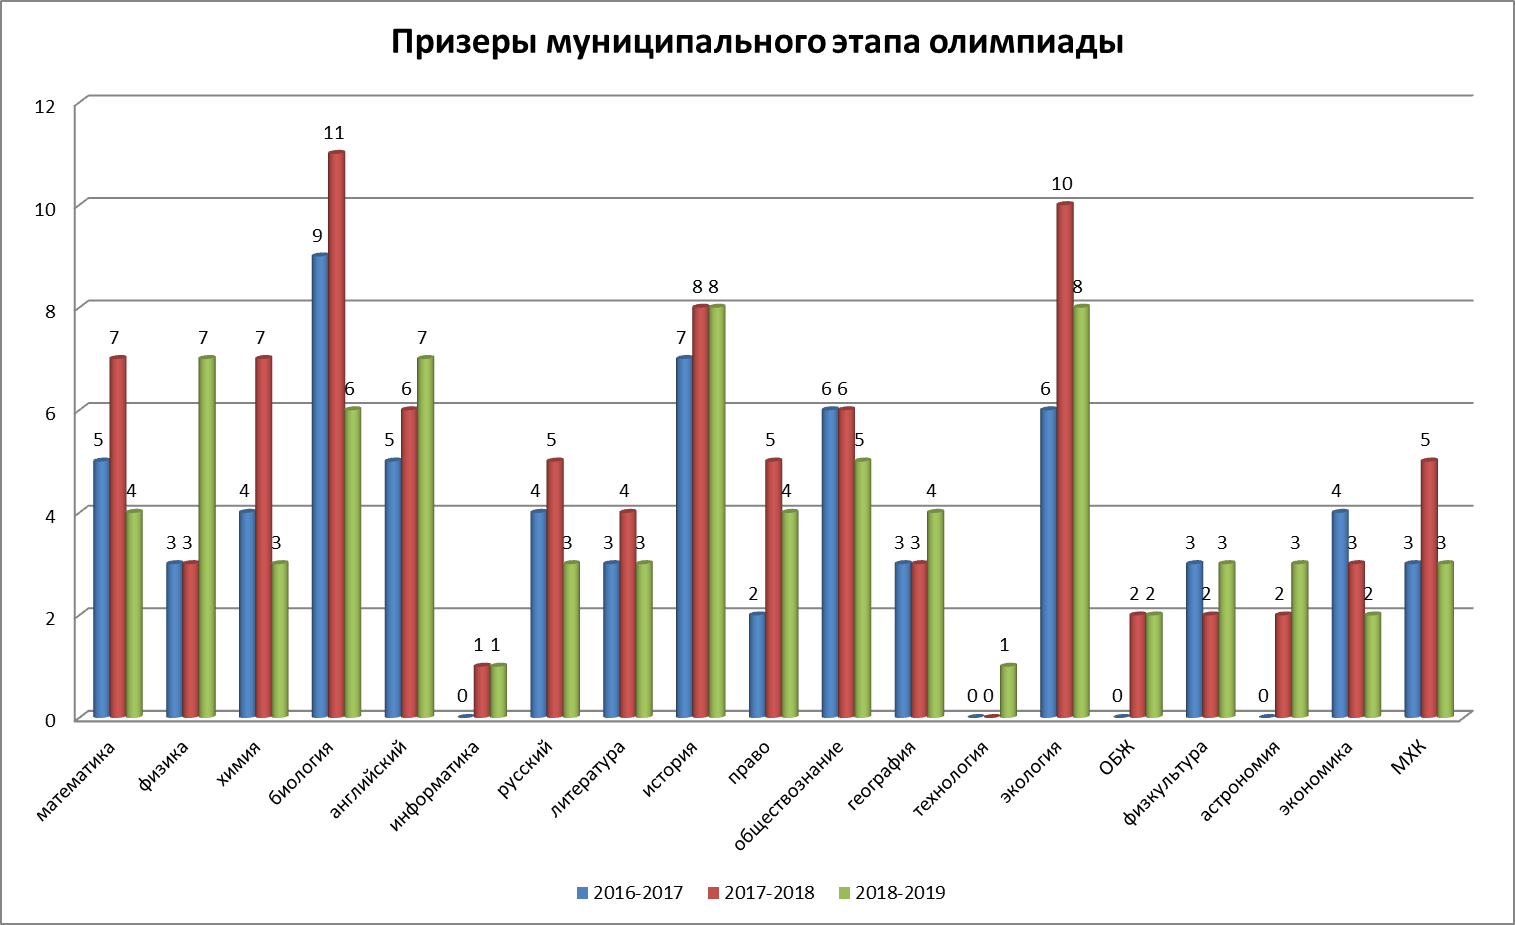 Призеры муниципального этапа олимпиады
12
10
8
6
4
2
0
5 7 4
3 3 7
4 7 3
9 11 6
5 6 7
0 1 1
4 5 3
3 4 3
7 8 8
2 5 4
6 6 5
3 3 4
0 0 1
6 10 8
0 2 2
3 2 3
0 2 3
4 3 2
3 5 3
математика
физика
химия
биология
английский
информатика
русский
литература
история
право
обществознание
география
технология
экология
ОБЖ
физкультура
астрономия
экономика
МХК
2016-2017 2017-2018 2018-2019